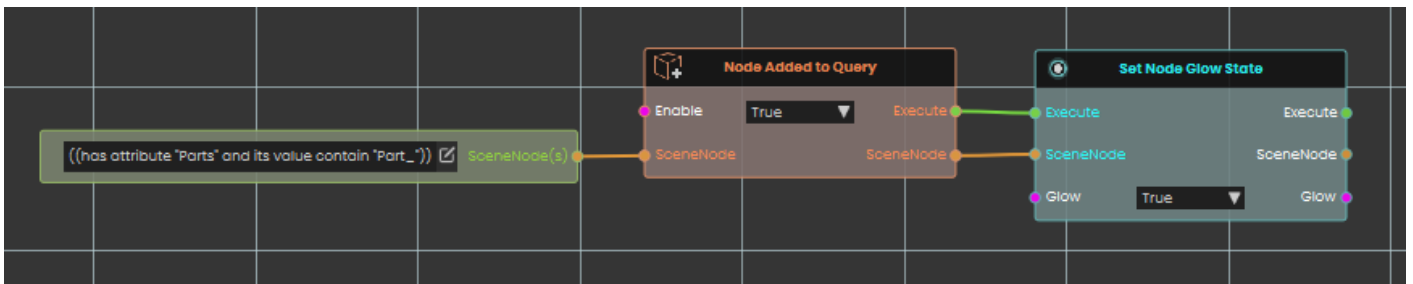 Node Added to Query
Enable True Execute
SceneNode SceneNode
((has attribute "Parts" and its value contain "Part_")) SceneNode(s)
Set Node Glow State
Execute Execute
SceneNode SceneNode
Glow True Glow